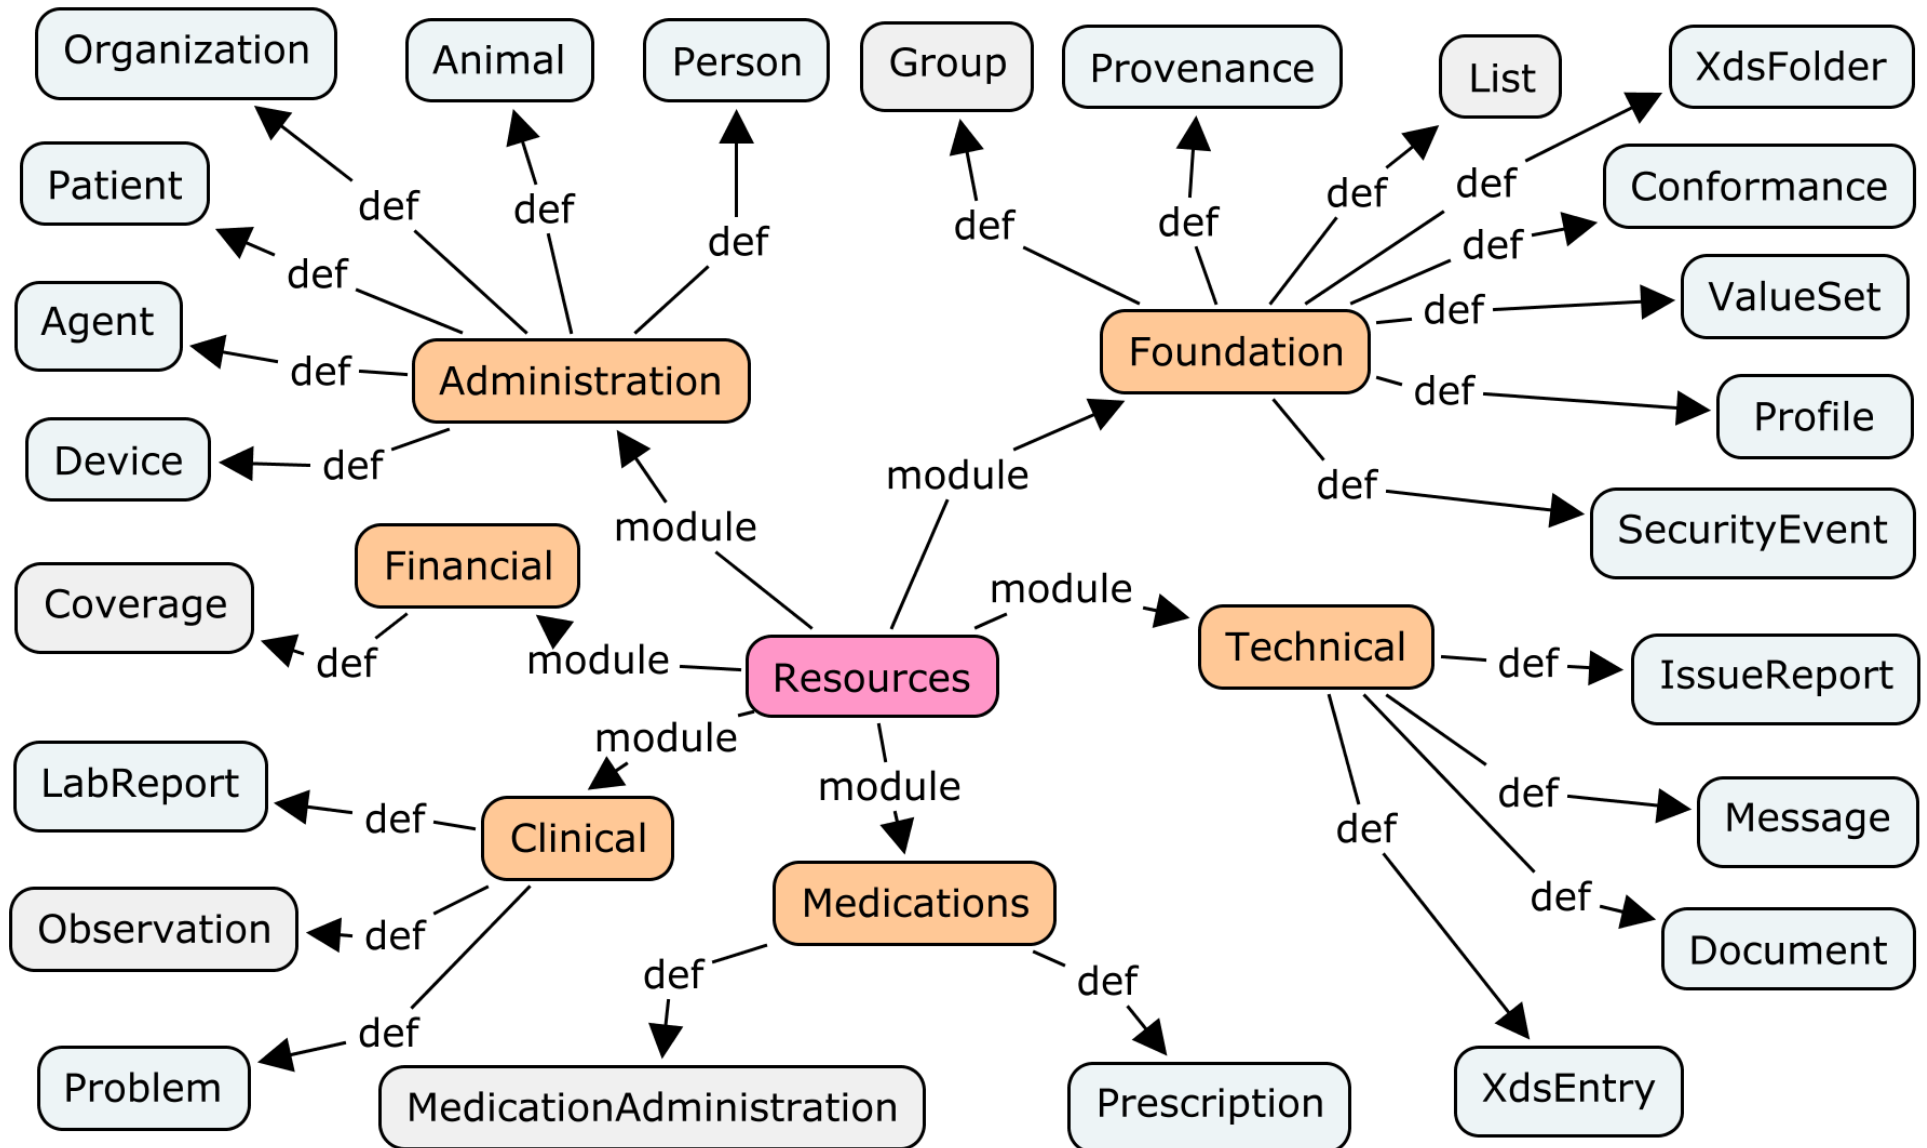 Organization
Animal
Person
Group
Provenance
List
XdsFolder
Patient
def
def
def
def
def
def
def
Conformance
Agent
def
def
def
ValueSet
Administration
def
Foundation
def
Profile
Device
def
module
def
SecurityEvent
module
Financial
Coverage
def
module
Resources
module
Technical
def
IssueReport
module
LabReport
def
Clinical
module
def
Message
def
Observation
def
Medications
def
Document
Problem
def
def
def
MedicationAdministration
Prescription
XdsEntry